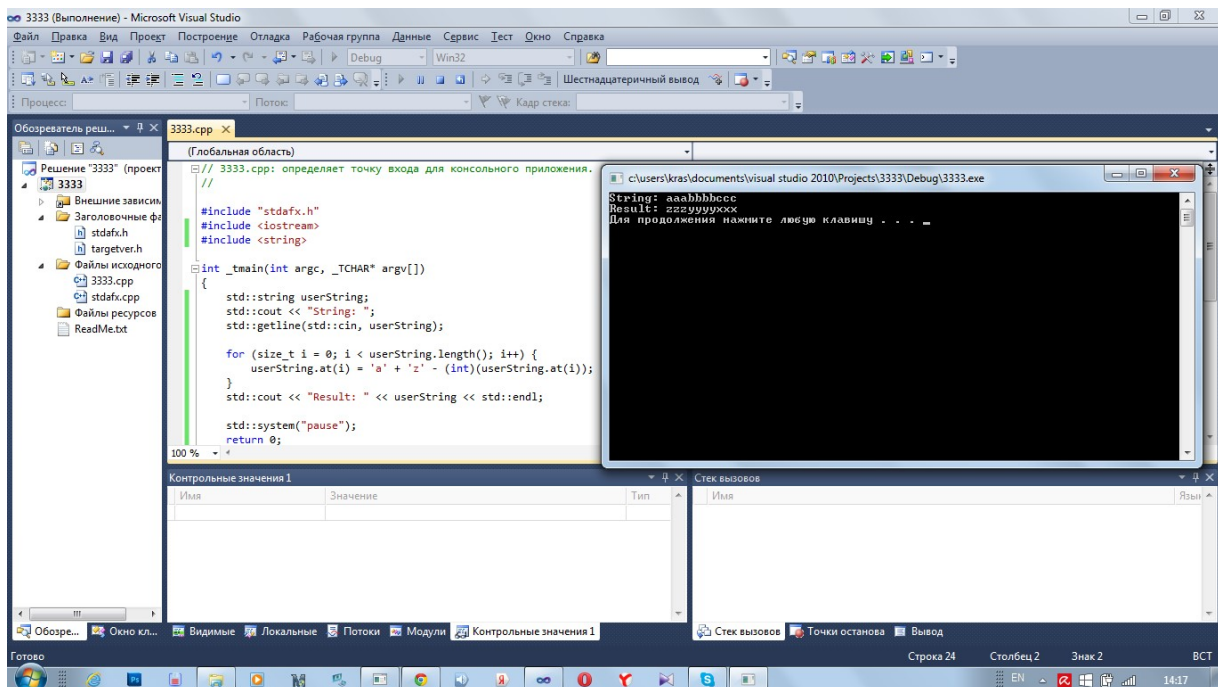 3333 (Выполнение) - Microsoft Visual Studio
Файл Правка Вид Проект Построение Отладка Рабочая группа Данные Сервис Тест Окно Справка
Debug Win32
Шестнадцатеричный вывод
Процесс: Поток: Кадр стека:
Обозреватель реш...
Решение "3333" (проект
3333
Внешние зависим
Заголовочные фа
stdafx.h
targetver.h
Файлы исходного
3333.cpp
stdafx.cpp
Файлы ресурсов
ReadMe.txt
3333.cpp
(Глобальная область)
// 3333.cpp: определяет точку входа для консольного приложения.
//
#include "stdafx.h"
#include <iostream>
#include <string>
int _tmain(int argc, _TCHAR* argv[])
{
std::string userString;
std::cout << "String: ";
std::getline(std::cin, userString);
for (size_t i = 0; i < userString.length(); i++) {
userString.at(i) = 'a' + 'z' - (int)(userString.at(i));
}
std::cout << "Result: " << userString << std::endl;
std::system("pause");
return 0;
100 %
c:\users\kras\documents\visual studio 2010\Projects\3333\Debug\3333.exe
String: aaabbbbccc
Result: zzzyyyyxxx
Для продолжения нажмите любую клавишу . . . _
Контрольные значения 1
Имя Значение Тип
Стек вызовов
Имя Язык
Обозре... Окно кл...
Видимые Локальные Потоки Модули Контрольные значения 1
Стек вызовов Точки останова Вывод
Готово Строка 24 Столбец 2 Знак 2 ВСТ
EN 14:17